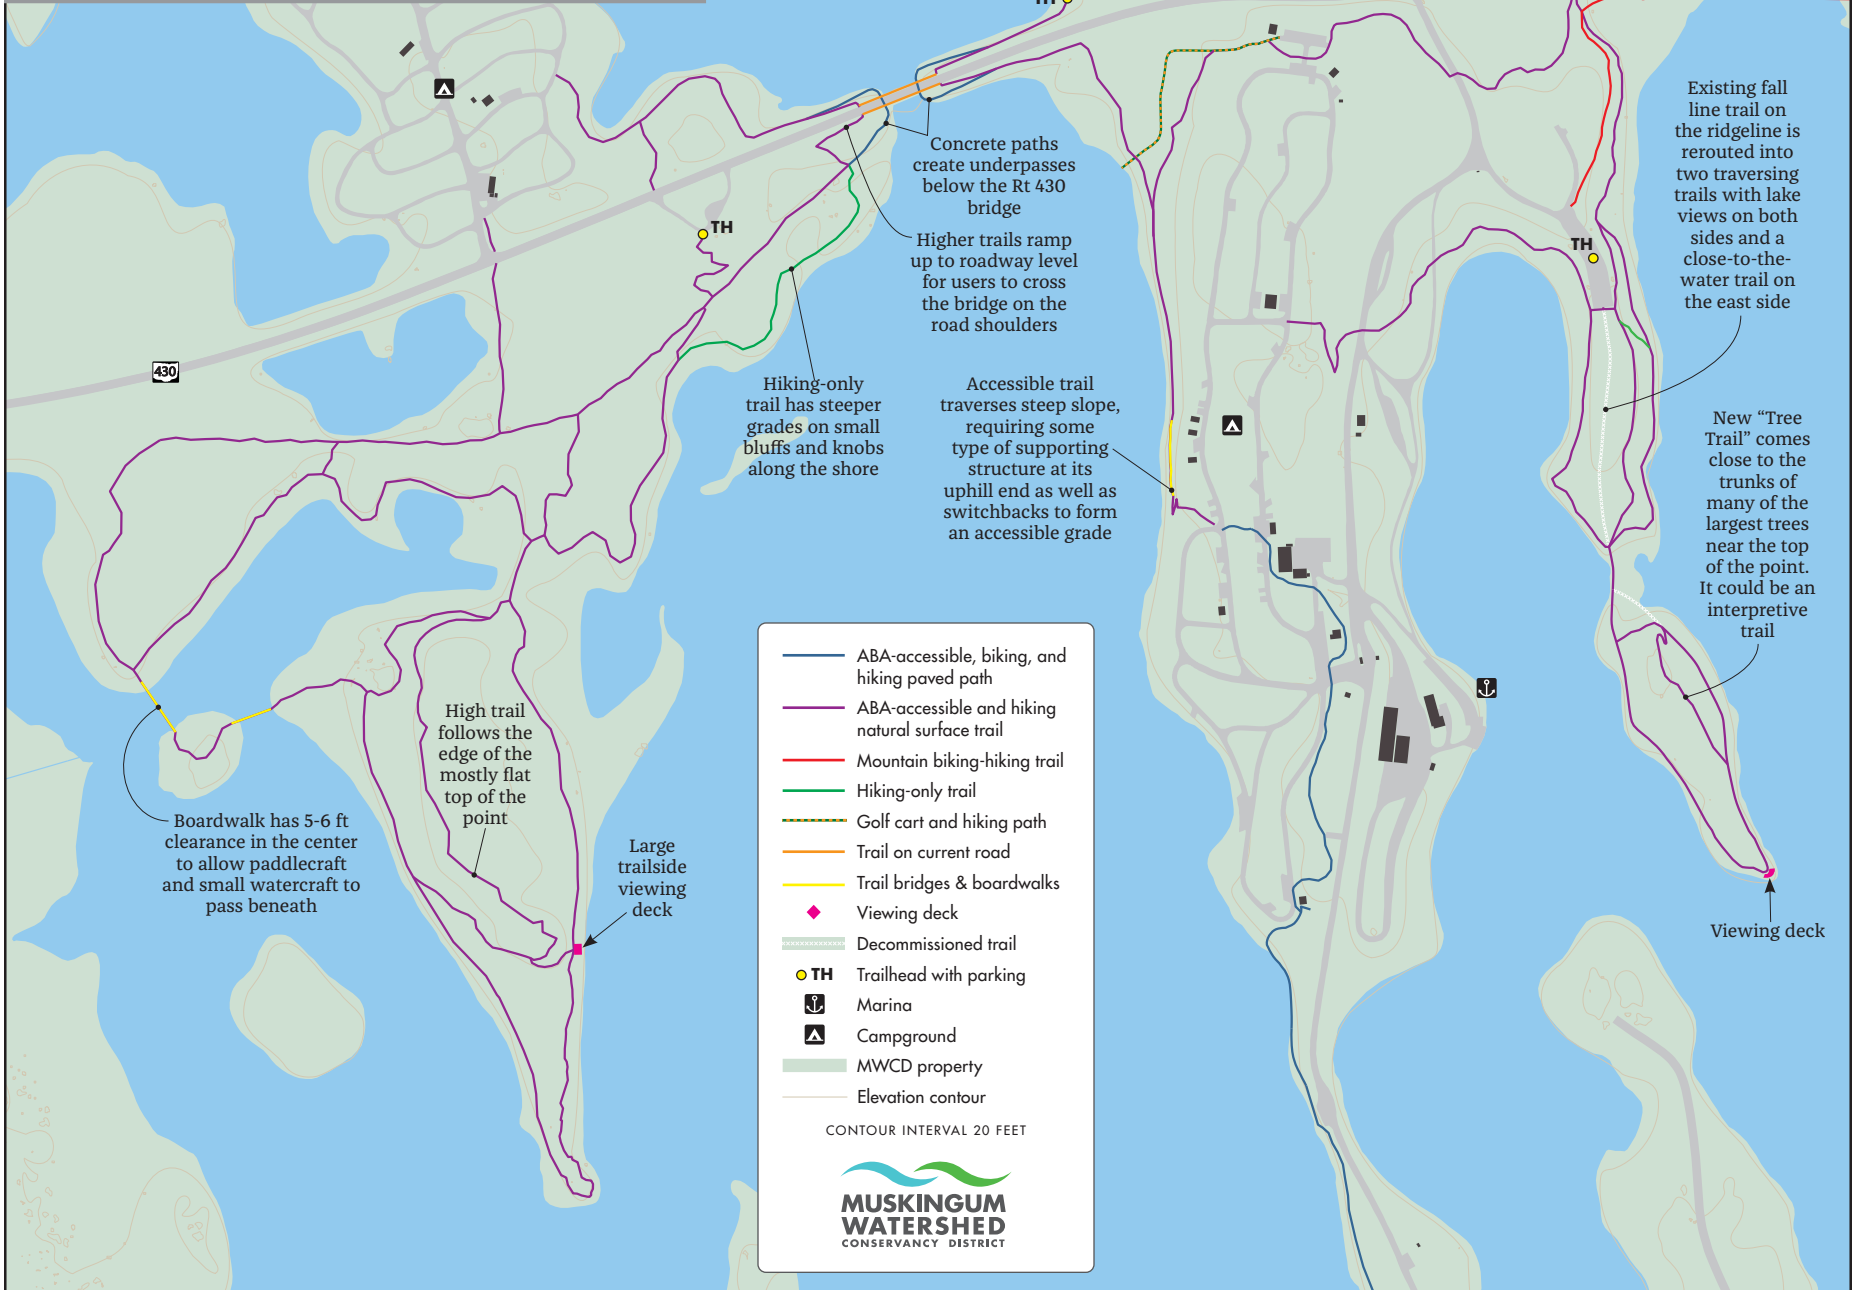 TH
Concrete paths
create underpasses
below the Rt 430
bridge
Higher trails ramp
up to roadway level
for users to cross
the bridge on the
road shoulders
TH
430
Hiking-only
trail has steeper
grades on small
bluffs and knobs
along the shore
Accessible trail
traverses steep slope,
requiring some
type of supporting
structure at its
uphill end as well as
switchbacks to form
an accessible grade
Existing fall
line trail on
the ridgeline is
rerouted into
two traversing
trails with lake
views on both
sides and a
close-to-the-
water trail on
the east side
TH
New “Tree
Trail” comes
close to the
trunks of
many of the
largest trees
near the top
of the point.
It could be an
interpretive
trail
High trail
follows the
edge of the
mostly flat
top of the
point
Boardwalk has 5-6 ft
clearance in the center
to allow paddlecraft
and small watercraft to
pass beneath
Large
trailside
viewing
deck
Viewing deck
ABA-accessible, biking, and
hiking paved path
ABA-accessible and hiking
natural surface trail
Mountain biking-hiking trail
Hiking-only trail
Golf cart and hiking path
Trail on current road
Trail bridges & boardwalks
Viewing deck
Decommissioned trail
TH Trailhead with parking
Marina
Campground
MWCD property
Elevation contour
CONTOUR INTERVAL 20 FEET
MUSKINGUM
WATERSHED
CONSERVANCY DISTRICT